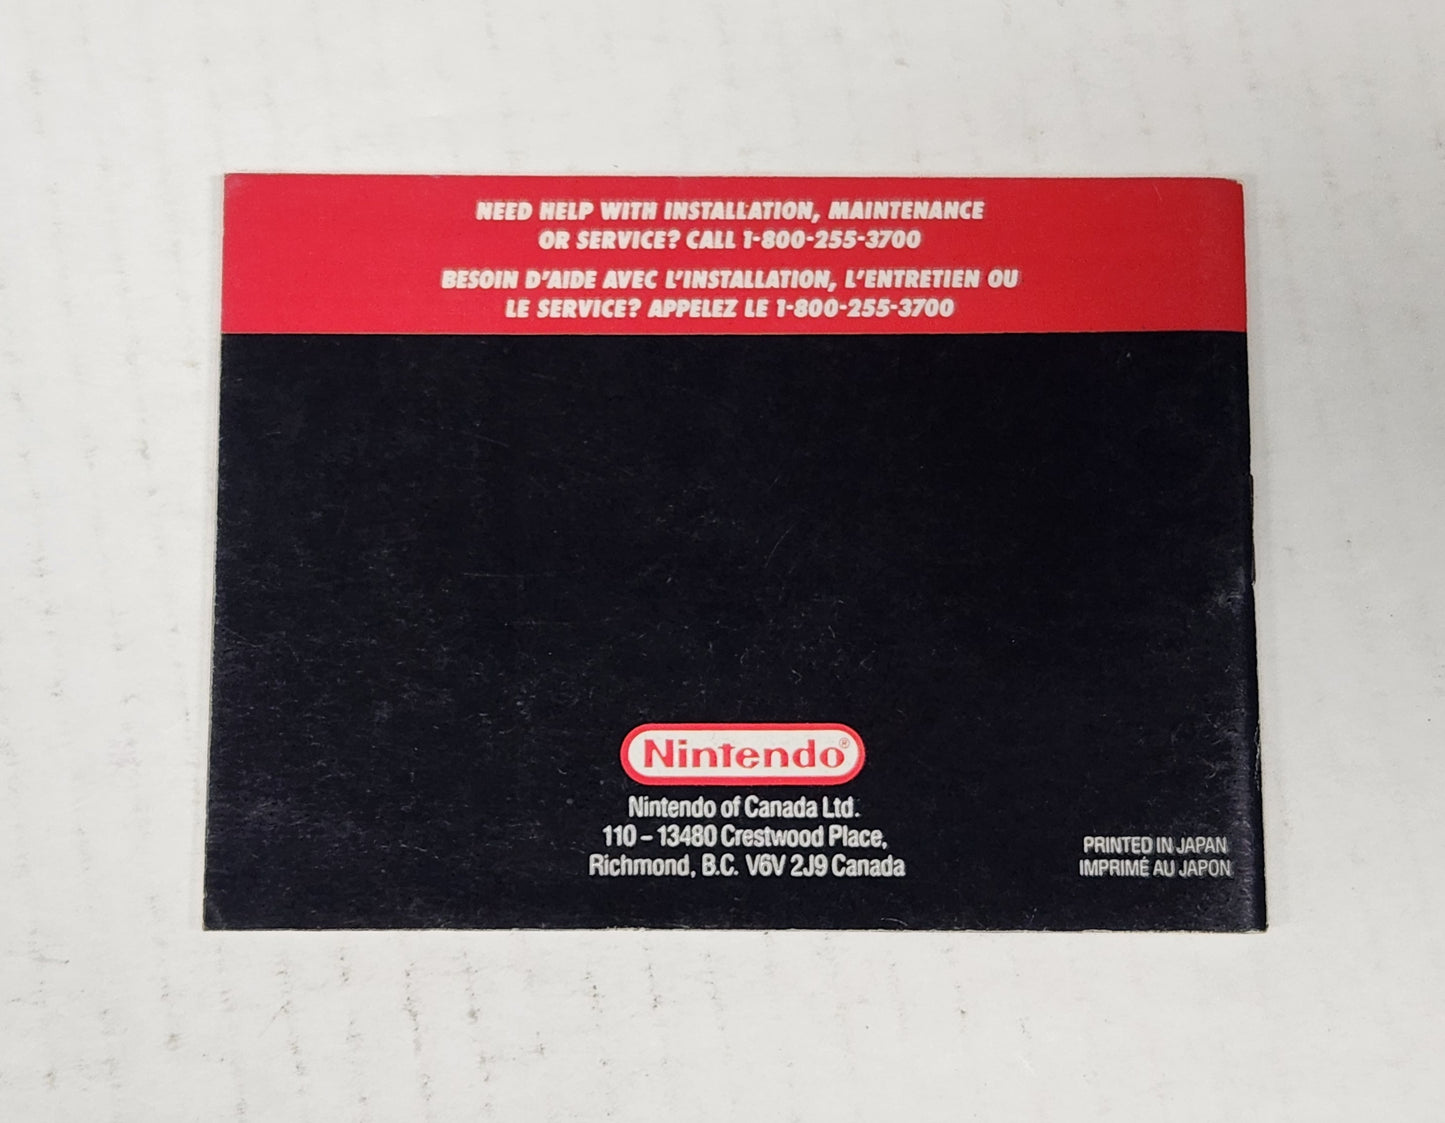 NEED HELP WITH INSTALLATION, MAINTENANCE
OR SERVICE? CALL 1-800-255-3700
BESOIN D'AIDE AVEC L'INSTALLATION, L'ENTRETIEN OU
LE SERVICE? APPELEZ LE 1-800-255-3700
Nintendo®
Nintendo of Canada Ltd.
110 – 13480 Crestwood Place,
Richmond, B.C. V6V 2J9 Canada
PRINTED IN JAPAN
IMPRIMÉ AU JAPON